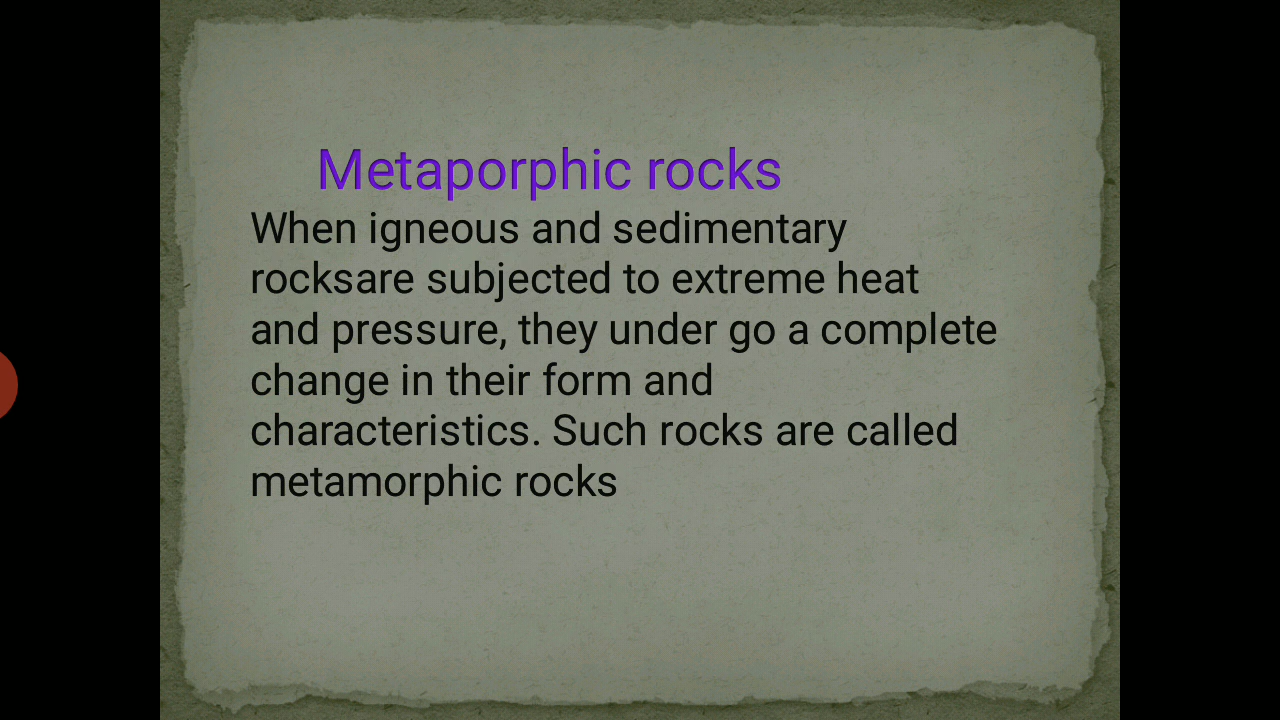 Metaporphic rocks
When igneous and sedimentary
rocksare subjected to extreme heat
and pressure, they under go a complete
change in their form and
characteristics. Such rocks are called
metamorphic rocks